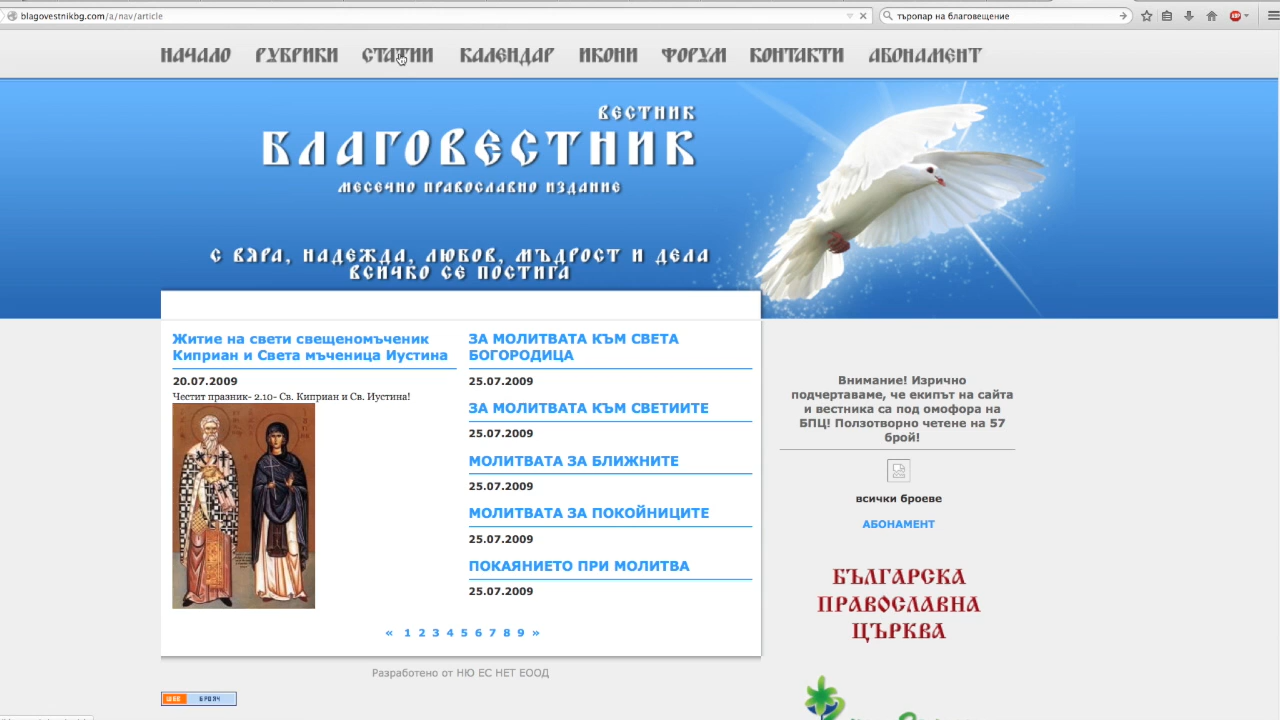 blagovestnikbg.com/a/nav/article
търопар на благовещение
НАЧАЛО РУБРИКИ СТАТИИ КАЛЕНДАР ИКОНИ ФОРУМ КОНТАКТИ АБОНАМЕНТ
ВЕСТНИК
БЛАГОВЕСТНИК
МЕСЕЧНО ПРАВОСЛАВНО ИЗДАНИЕ
С ВЯРА, НАДЕЖДА, ЛЮБОВ, МЪДРОСТ И ДЕЛА
ВСИЧКО СЕ ПОСТИГА
Житие на свети свещеномъченик
Киприан и Света мъченица Иустина
20.07.2009
Честит празник- 2.10- Св. Киприан и Св. Иустина!
ЗА МОЛИТВАТА КЪМ СВЕТА
БОГОРОДИЦА
25.07.2009
ЗА МОЛИТВАТА КЪМ СВЕТИИТЕ
25.07.2009
МОЛИТВАТА ЗА БЛИЖНИТЕ
25.07.2009
МОЛИТВАТА ЗА ПОКОЙНИЦИТЕ
25.07.2009
ПОКАЯНИЕТО ПРИ МОЛИТВА
25.07.2009
« 1 2 3 4 5 6 7 8 9 »
Разработено от НЮ ЕС НЕТ ЕООД
Внимание! Изрично
подчертаваме, че екипът на сайта
и вестника са под омофора на
БПЦ! Ползотворно четене на 57
брой!
всички броеве
АБОНАМЕНТ
БЪЛГАРСКА
ПРАВОСЛАВНА
ЦЪРКВА
БРОЯЧ